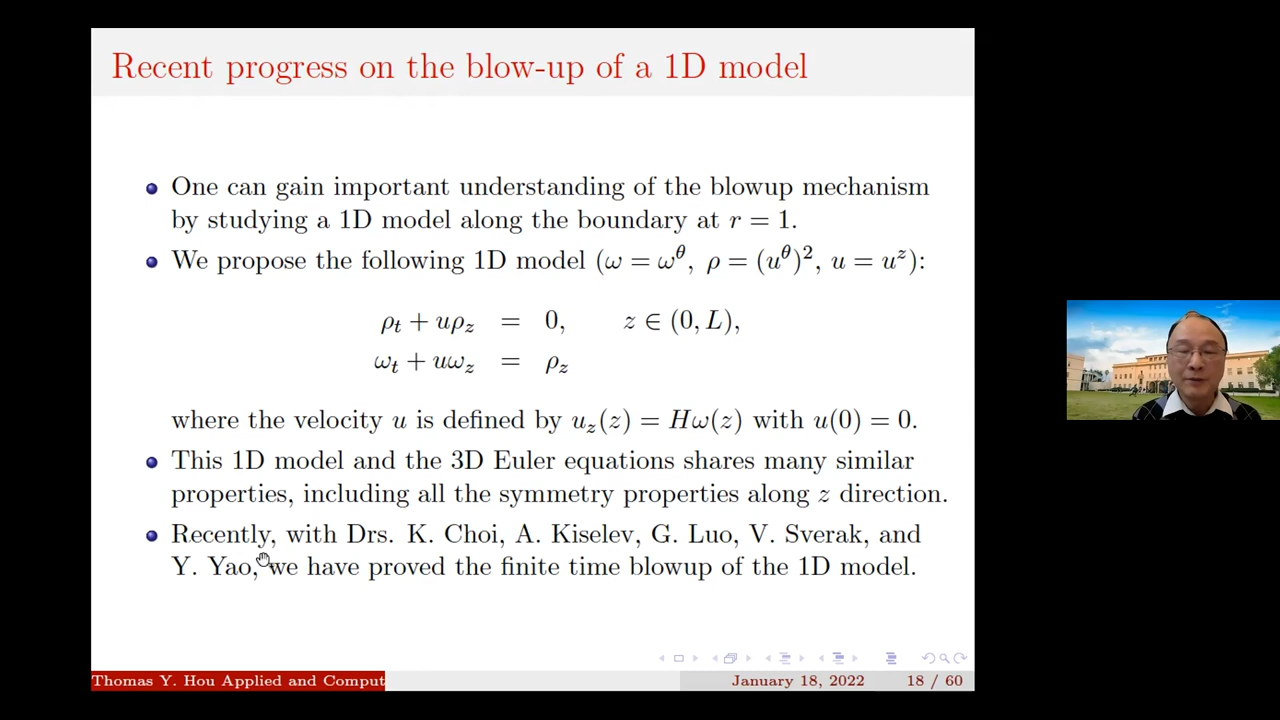 Recent progress on the blow-up of a 1D model
One can gain important understanding of the blowup mechanism
by studying a 1D model along the boundary at r = 1.
We propose the following 1D model (ω = ω^θ, ρ = (u^θ)^2, u = u^z):
ρ_t + uρ_z = 0, z ∈ (0, L),
ω_t + uω_z = ρ_z
where the velocity u is defined by u_z(z) = Hω(z) with u(0) = 0.
This 1D model and the 3D Euler equations shares many similar
properties, including all the symmetry properties along z direction.
Recently, with Drs. K. Choi, A. Kiselev, G. Luo, V. Sverak, and
Y. Yao, we have proved the finite time blowup of the 1D model.
Thomas Y. Hou Applied and Comput January 18, 2022 18 / 60